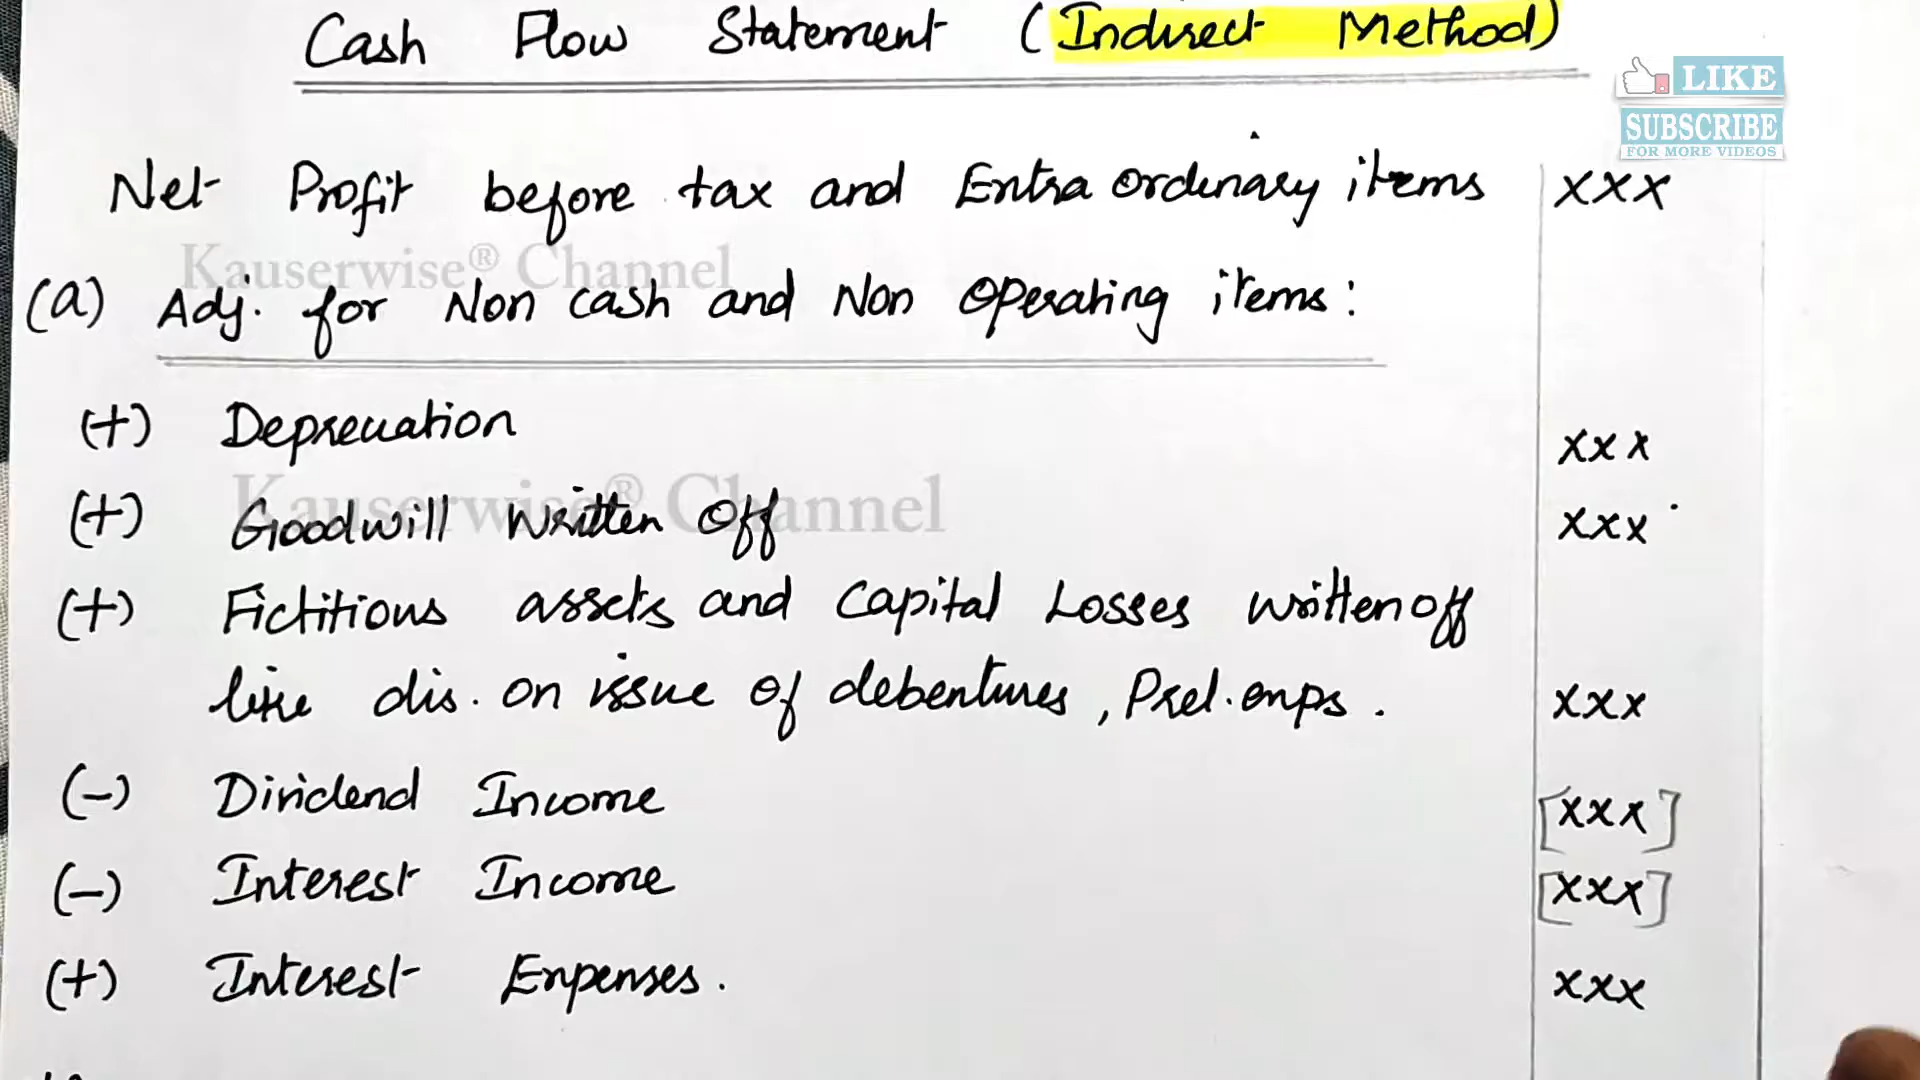 Cash Flow Statement (Indirect Method)
LIKE
SUBSCRIBE
FOR MORE VIDEOS
Net Profit before tax and Extra ordinary items xxx
Kauserwise® Channel
(a) Adj. for Non cash and Non Operating items:
(+) Depreciation xxx
Kauserwise® Channel
(+) Goodwill Written Off xxx
(+) Fictitious assets and Capital Losses written off
like dis. on issue of debentures, Prel. exps. xxx
(-) Dividend Income [xxx]
(-) Interest Income [xxx]
(+) Interest Expenses. xxx